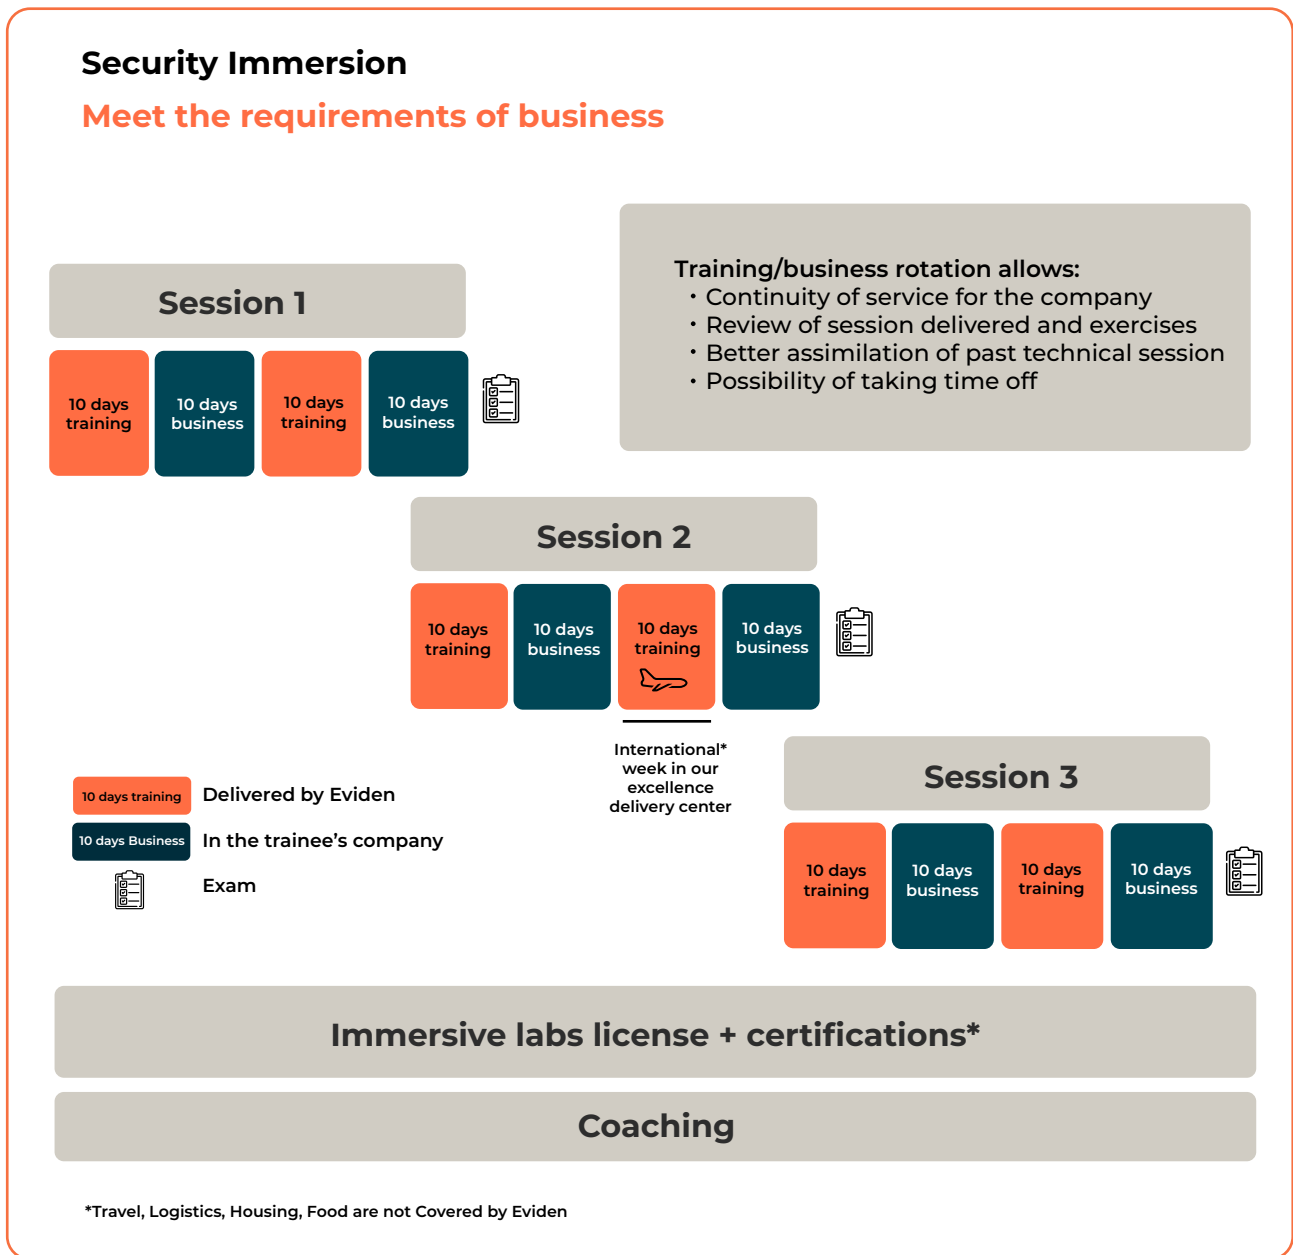 Security Immersion
Meet the requirements of business
Training/business rotation allows:
• Continuity of service for the company
• Review of session delivered and exercises
• Better assimilation of past technical session
• Possibility of taking time off
Session 1
10 days
training
10 days
business
10 days
training
10 days
business
Session 2
10 days
training
10 days
business
10 days
training
10 days
business
International*
week in our
excellence
delivery center
Session 3
10 days
training
10 days
business
10 days
training
10 days
business
10 days training
Delivered by Eviden
10 days Business
In the trainee’s company
Exam
Immersive labs license + certifications*
Coaching
*Travel, Logistics, Housing, Food are not Covered by Eviden